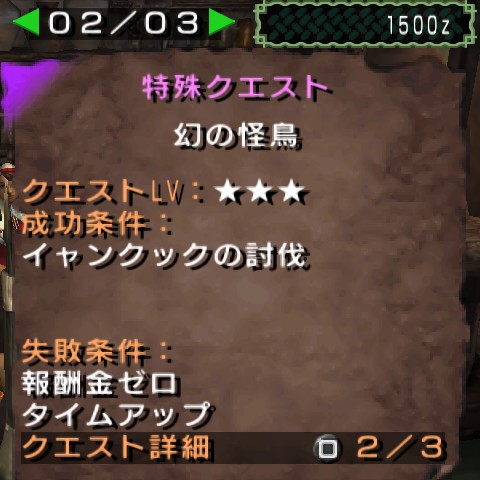 02/03
1500z
特殊クエスト
幻の怪鳥
クエストLV:★★★
成功条件:
イャンクックの討伐
失敗条件:
報酬金ゼロ
タイムアップ
クエスト詳細 2/3